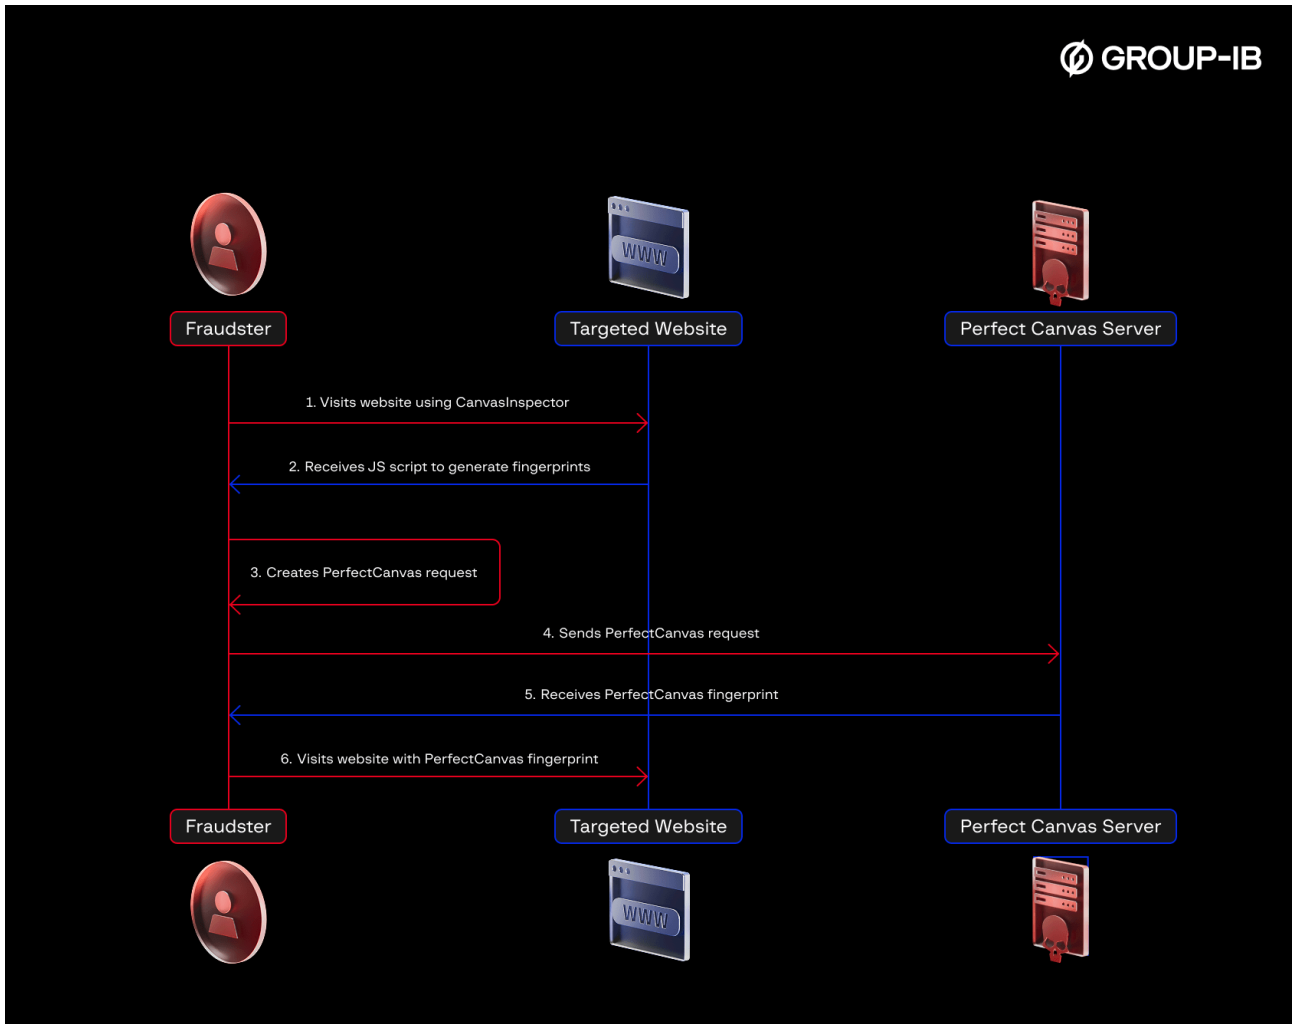 GROUP-IB
WWW
Fraudster
Targeted Website
Perfect Canvas Server
1. Visits website using CanvasInspector
2. Receives JS script to generate fingerprints
3. Creates PerfectCanvas request
4. Sends PerfectCanvas request
5. Receives PerfectCanvas fingerprint
6. Visits website with PerfectCanvas fingerprint
Fraudster
Targeted Website
Perfect Canvas Server
WWW